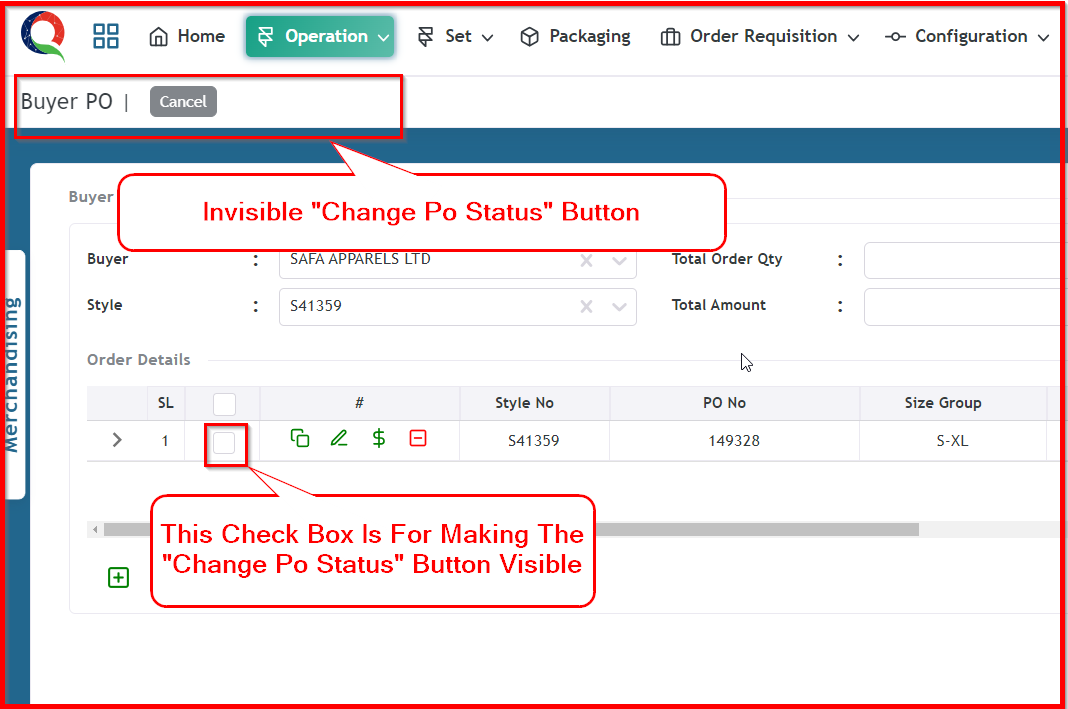 Home Operation Set Packaging Order Requisition Configuration
Buyer PO | Cancel
Invisible "Change Po Status" Button
Buyer
Buyer : SAFA APPARELS LTD Total Order Qty :
Style : S41359 Total Amount :
Merchandising
Order Details
SL # Style No PO No Size Group
1 $ S41359 149328 S-XL
This Check Box Is For Making The
"Change Po Status" Button Visible